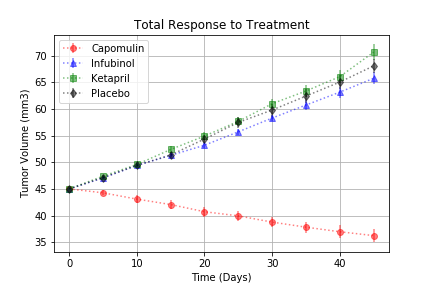 Total Response to Treatment
Tumor Volume (mm3)
70
65
60
55
50
45
40
35
Capomulin
Infubinol
Ketapril
Placebo
0
10
20
30
40
Time (Days)